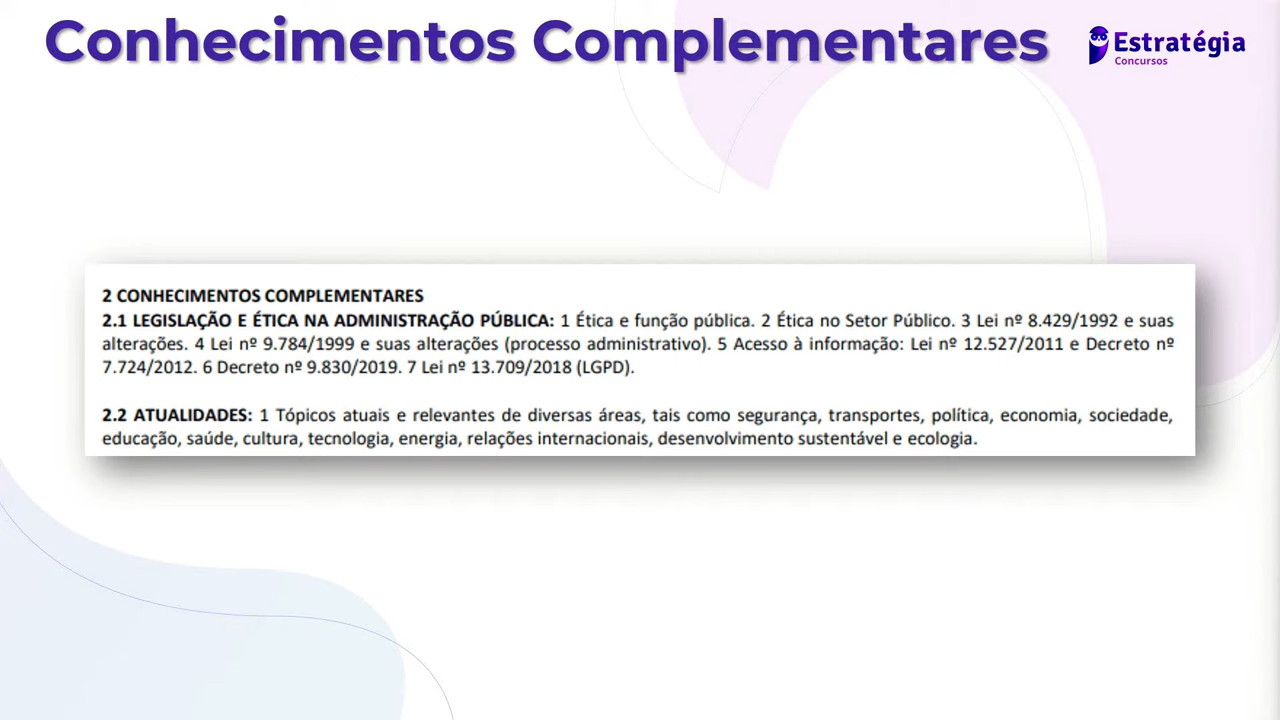 Conhecimentos Complementares
Estratégia
Concursos
2 CONHECIMENTOS COMPLEMENTARES
2.1 LEGISLAÇÃO E ÉTICA NA ADMINISTRAÇÃO PÚBLICA: 1 Ética e função pública. 2 Ética no Setor Público. 3 Lei nº 8.429/1992 e suas
alterações. 4 Lei nº 9.784/1999 e suas alterações (processo administrativo). 5 Acesso à informação: Lei nº 12.527/2011 e Decreto nº
7.724/2012. 6 Decreto nº 9.830/2019. 7 Lei nº 13.709/2018 (LGPD).
2.2 ATUALIDADES: 1 Tópicos atuais e relevantes de diversas áreas, tais como segurança, transportes, política, economia, sociedade,
educação, saúde, cultura, tecnologia, energia, relações internacionais, desenvolvimento sustentável e ecologia.